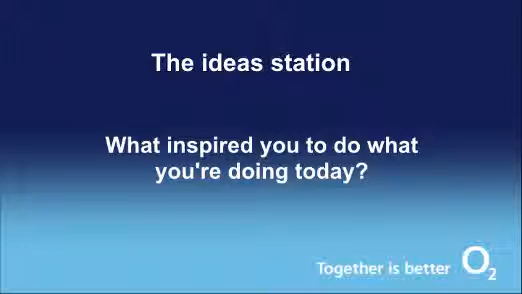 The ideas station
What inspired you to do what
you're doing today?
Together is better O2